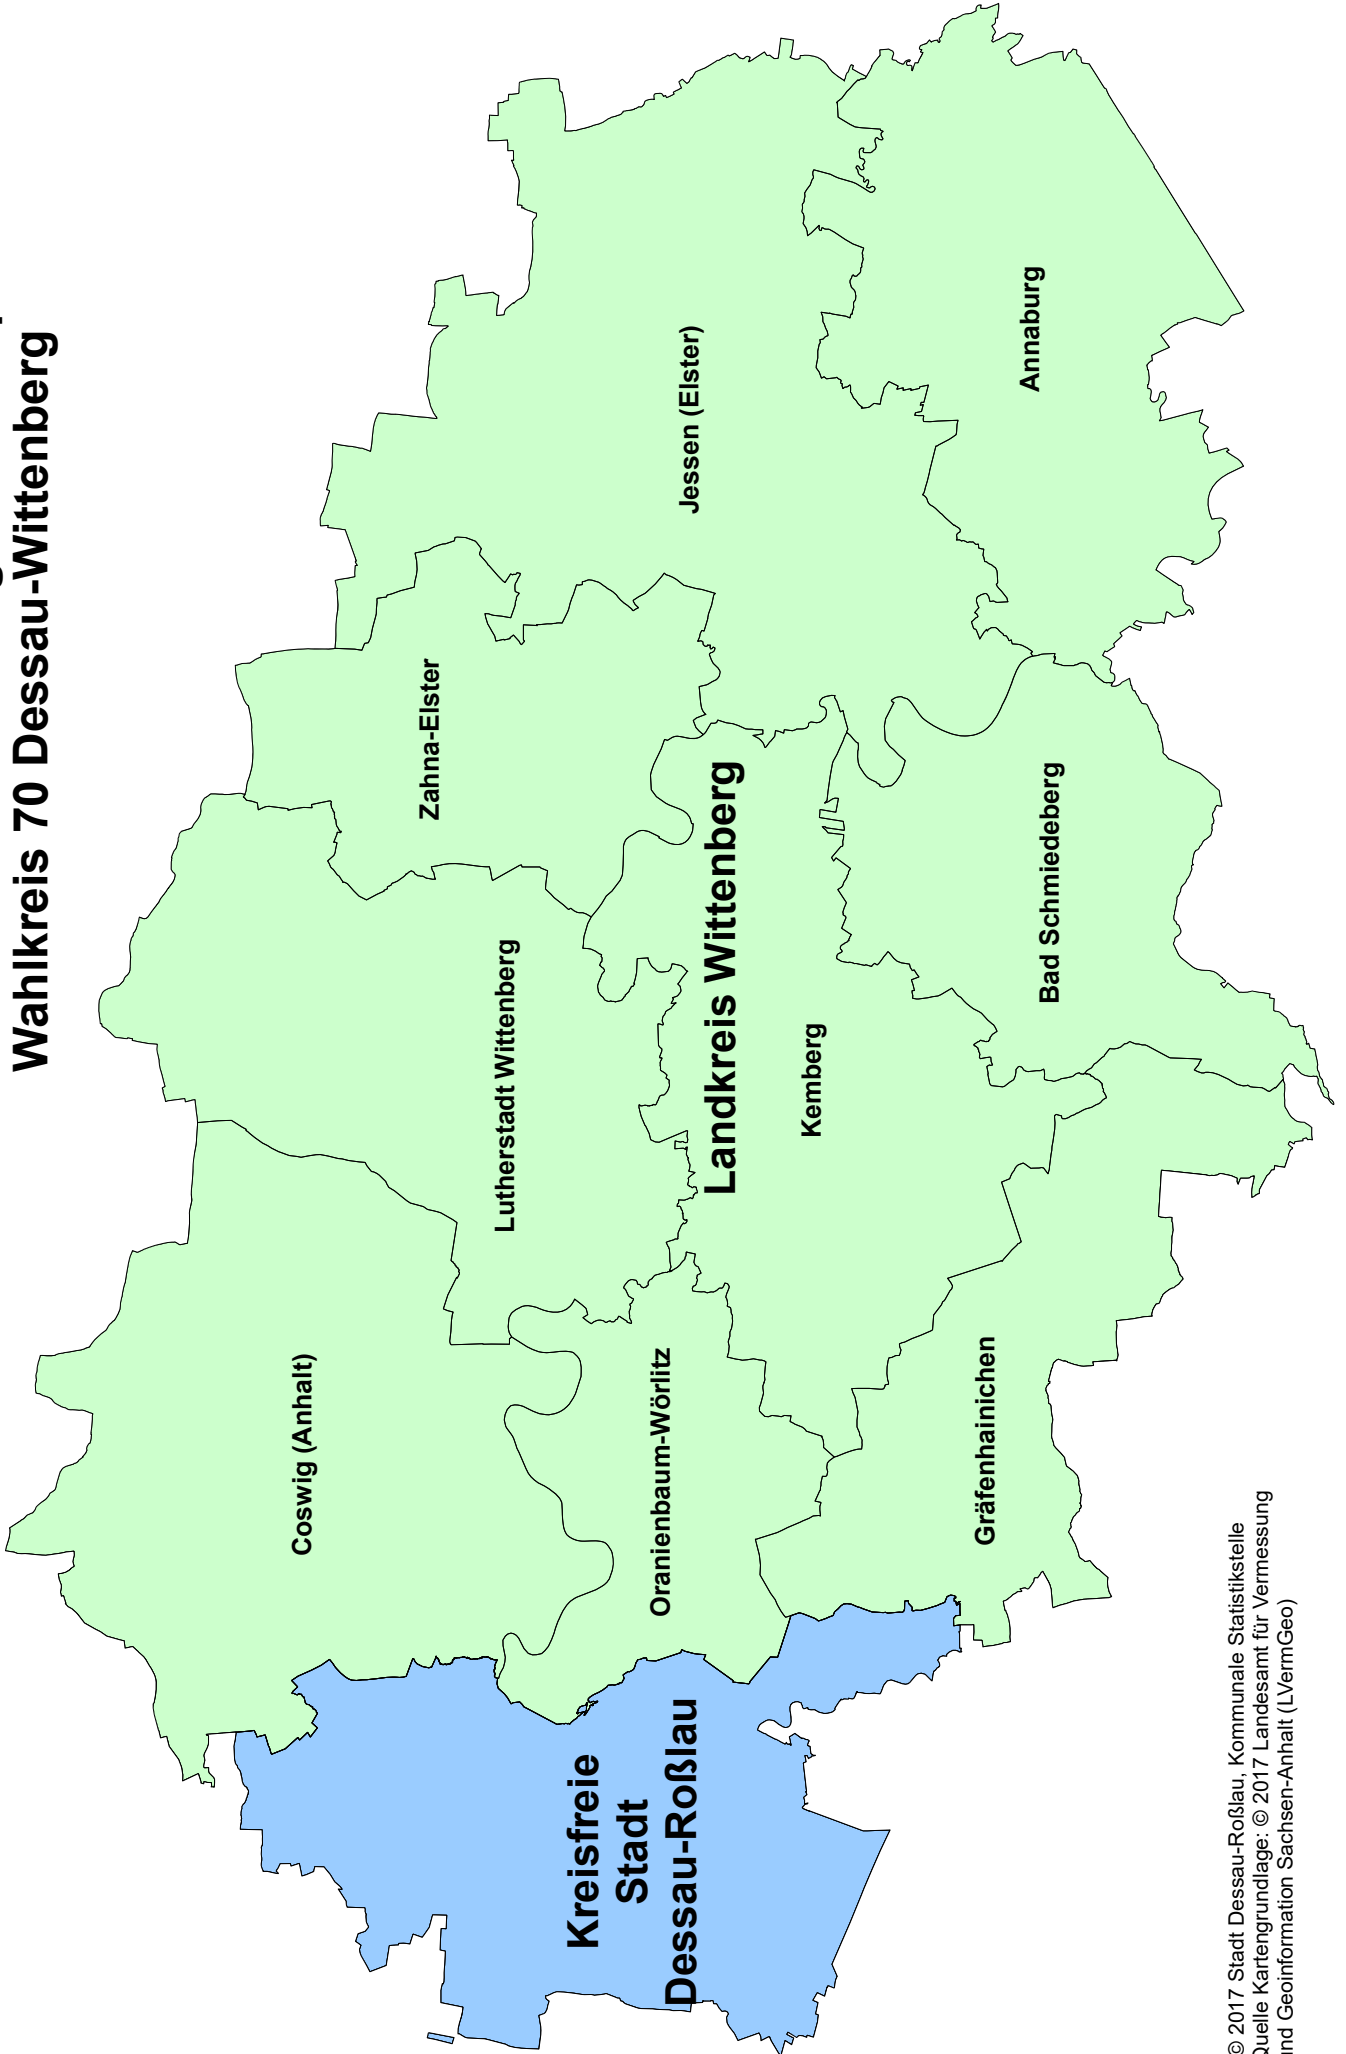 Wahlkreis 70 Dessau-Wittenberg
Coswig (Anhalt)
Zahna-Elster
Lutherstadt Wittenberg
Jessen (Elster)
Oranienbaum-Wörlitz
Landkreis Wittenberg
Kemberg
Annaburg
Bad Schmiedeberg
Gräfenhainichen
Kreisfreie
Stadt
Dessau-Roßlau
© 2017 Stadt Dessau-Roßlau, Kommunale Statistikstelle
Quelle Kartengrundlage: © 2017 Landesamt für Vermessung
und Geoinformation Sachsen-Anhalt (LVermGeo)